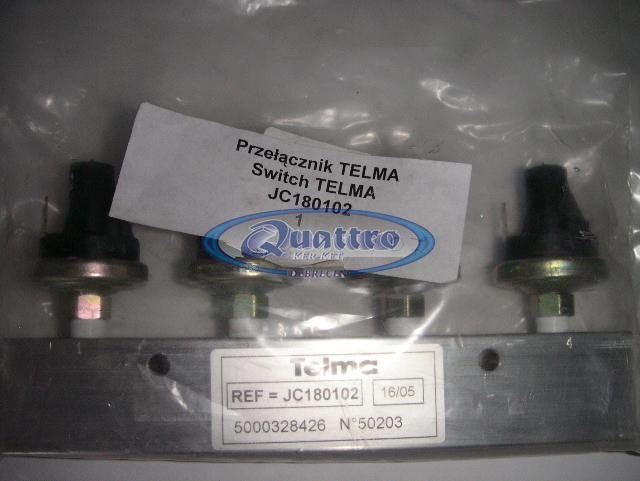 Przełącznik TELMA
Switch TELMA
JC180102
1
Quattro
KER-KFT
DEBRECEN
Telma
REF = JC180102 16/05
5000328426 N°50203